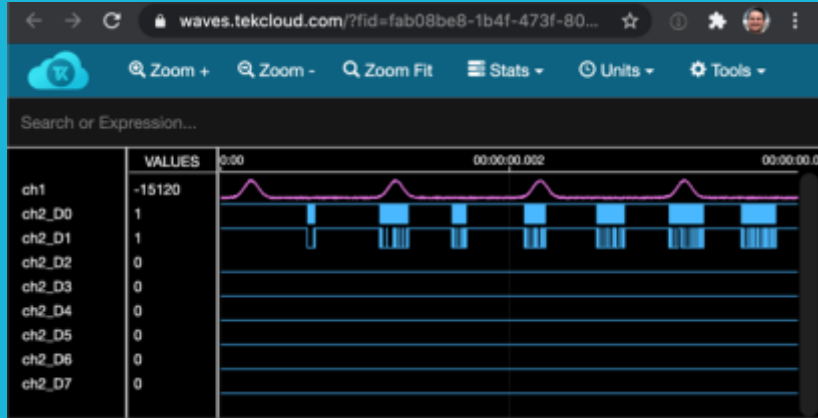 waves.tekcloud.com/?fid=fab08be8-1b4f-473f-80...
TK
Zoom + Zoom - Zoom Fit Stats Units Tools
Search or Expression...
VALUES 0:00 00:00:00.002 00:00:00.0
ch1 -15120
ch2_D0 1
ch2_D1 1
ch2_D2 0
ch2_D3 0
ch2_D4 0
ch2_D5 0
ch2_D6 0
ch2_D7 0